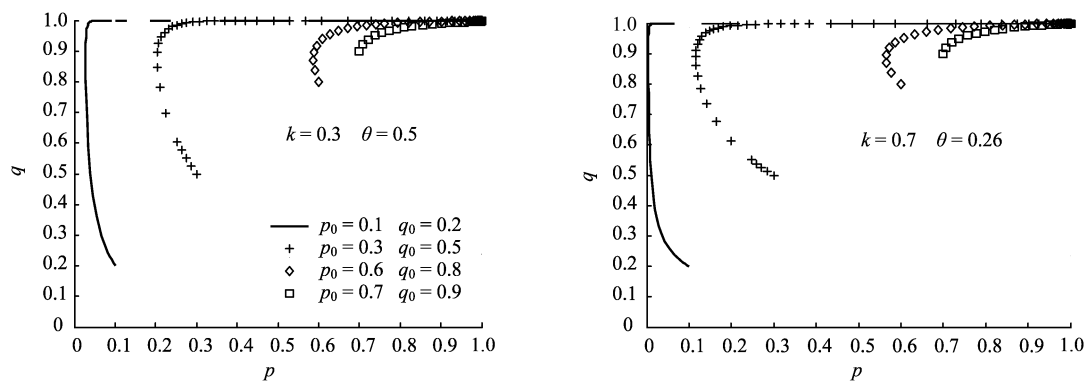 1.0
0.9
0.8
0.7
0.6
0.5
0.4
0.3
0.2
0.1
0
q
k = 0.3 θ = 0.5
p₀ = 0.1 q₀ = 0.2
p₀ = 0.3 q₀ = 0.5
p₀ = 0.6 q₀ = 0.8
p₀ = 0.7 q₀ = 0.9
0 0.1 0.2 0.3 0.4 0.5 0.6 0.7 0.8 0.9 1.0
p
1.0
0.9
0.8
0.7
0.6
0.5
0.4
0.3
0.2
0.1
0
q
k = 0.7 θ = 0.26
0 0.1 0.2 0.3 0.4 0.5 0.6 0.7 0.8 0.9 1.0
p